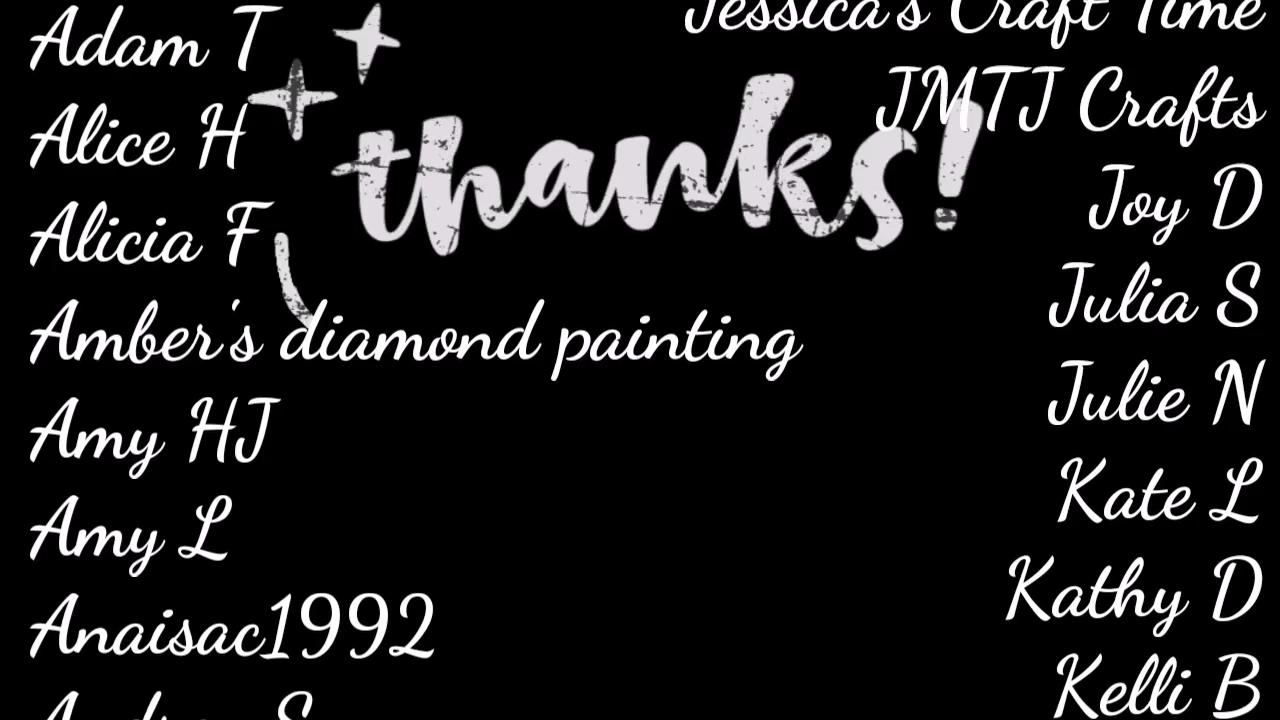 Adam T
Alice H
Alicia F
Amber's diamond painting
Amy HJ
Amy L
Anaisac1992
thanks!
Jessica's Craft Time
JMTJ Crafts
Joy D
Julia S
Julie N
Kate L
Kathy D
Kelli B